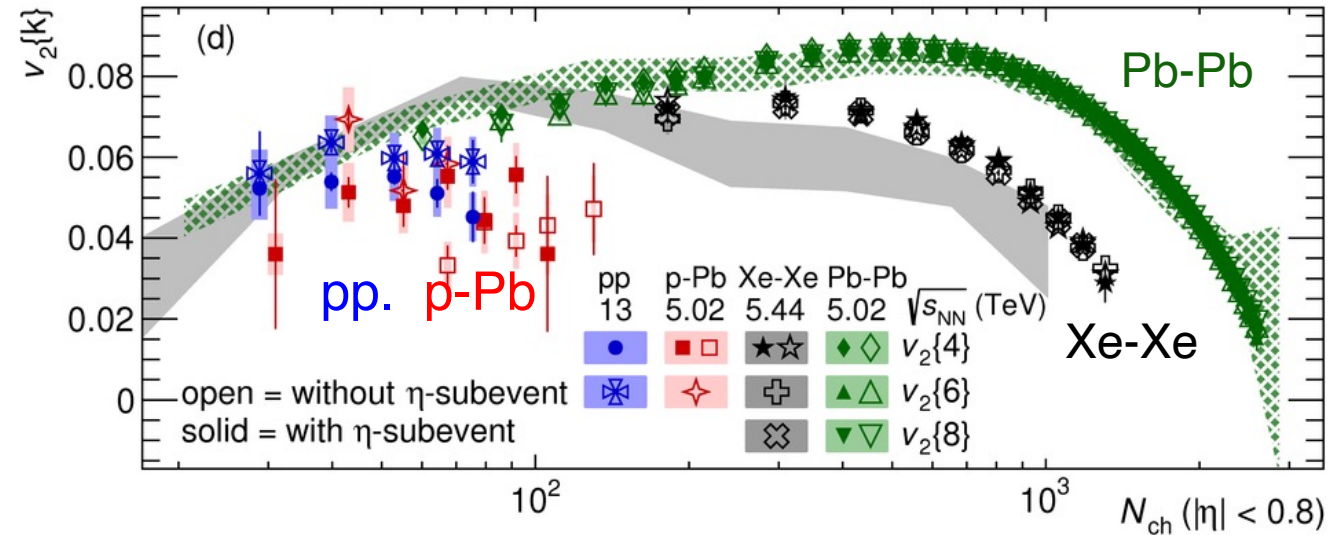 v₂{k}
(d)
0.08
0.06
0.04
0.02
0
Pb-Pb
pp. p-Pb
Xe-Xe
pp p-Pb Xe-Xe Pb-Pb
13 5.02 5.44 5.02 √sNN (TeV)
v₂{4}
v₂{6}
v₂{8}
open = without η-subevent
solid = with η-subevent
10²
10³
Nch (|η| < 0.8)